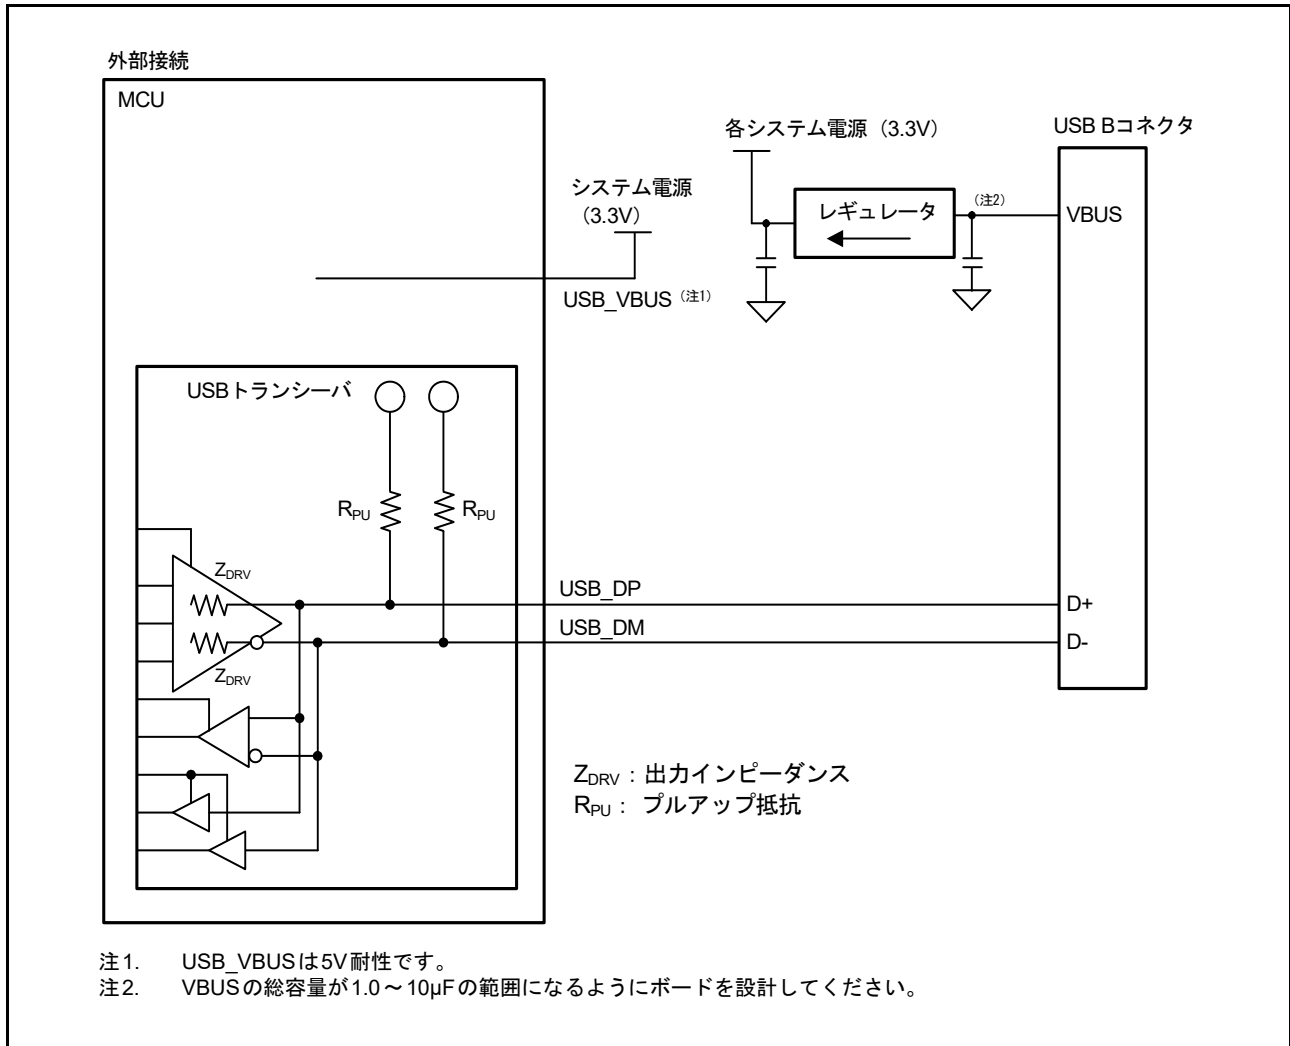 外部接続
MCU
各システム電源（3.3V）
USB Bコネクタ
システム電源
（3.3V）
レギュレータ
（注2）
VBUS
USB_VBUS（注1）
USBトランシーバ
RPU
RPU
ZDRV
USB_DP
D+
USB_DM
D-
ZDRV
ZDRV：出力インピーダンス
RPU：プルアップ抵抗
注1. USB_VBUSは5V耐性です。
注2. VBUSの総容量が1.0～10μFの範囲になるようにボードを設計してください。